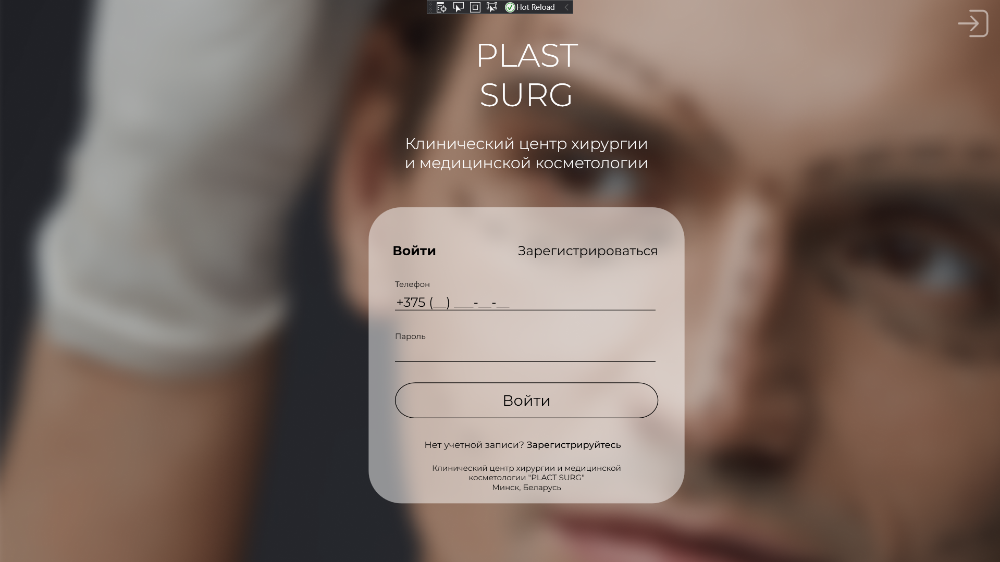 Hot Reload
PLAST
SURG
Клинический центр хирургии
и медицинской косметологии
Войти
Зарегистрироваться
Телефон
+375 (__) ___-__-__
Пароль
Войти
Нет учетной записи? Зарегистрируйтесь
Клинический центр хирургии и медицинской
косметологии "PLACT SURG"
Минск, Беларусь